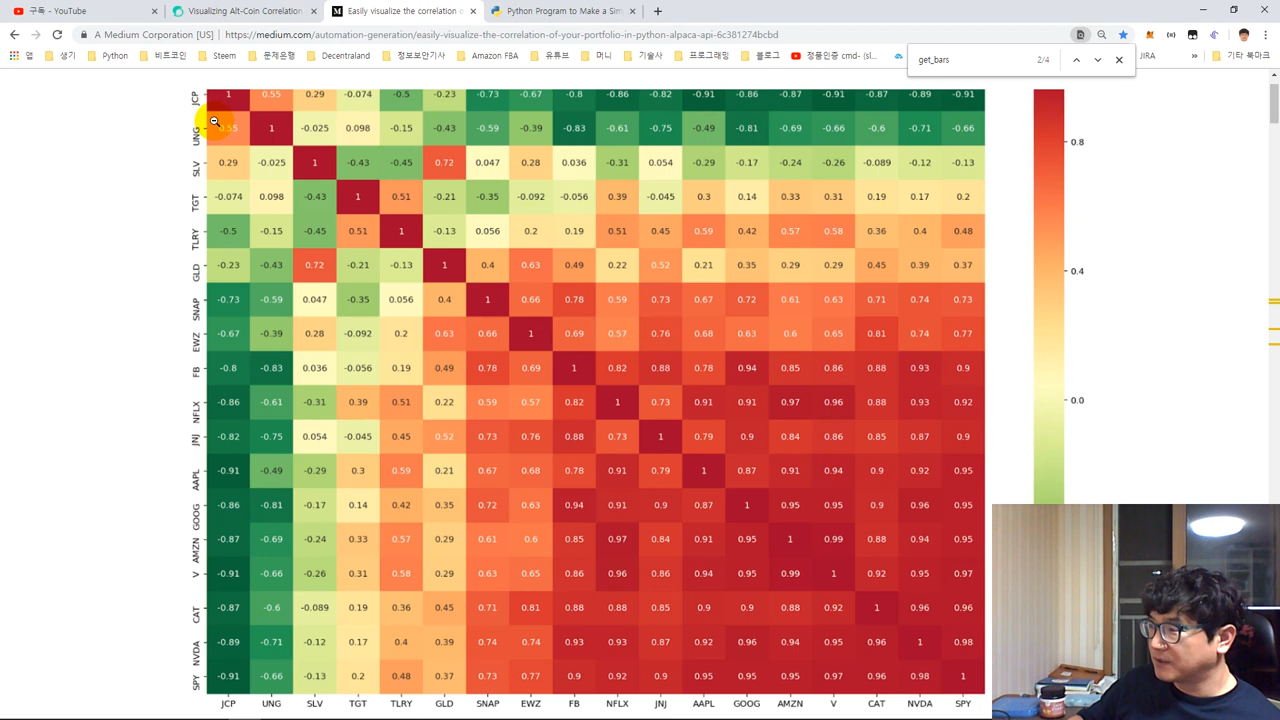 구독 - YouTube
Visualizing Alt-Coin Correlation
Easily visualize the correlation o
Python Program to Make a Sim
A Medium Corporation [US] | https://medium.com/automation-generation/easily-visualize-the-correlation-of-your-portfolio-in-python-alpaca-api-6c381274bcbd
앱 생기 Python 비트코인 Steem 문제은행 Decentraland 정보보안기사 Amazon FBA 유튜브 머니 기술사 프로그래밍 블로그 정품인증 cmd- (sl... JIRA » 기타 북마크
get_bars 2/4
JCP 1 0.55 0.29 -0.074 -0.5 -0.23 -0.73 -0.67 -0.8 -0.86 -0.82 -0.91 -0.86 -0.87 -0.91 -0.87 -0.89 -0.91
UNG 0.55 1 -0.025 0.098 -0.15 -0.43 -0.59 -0.39 -0.83 -0.61 -0.75 -0.49 -0.81 -0.69 -0.66 -0.6 -0.71 -0.66
SLV 0.29 -0.025 1 -0.43 -0.45 0.72 0.047 0.28 0.036 -0.31 0.054 -0.29 -0.17 -0.24 -0.26 -0.089 -0.12 -0.13
TGT -0.074 0.098 -0.43 1 0.51 -0.21 -0.35 -0.092 -0.056 0.39 -0.045 0.3 0.14 0.33 0.31 0.19 0.17 0.2
TLRY -0.5 -0.15 -0.45 0.51 1 -0.13 0.056 0.2 0.19 0.51 0.45 0.59 0.42 0.57 0.58 0.36 0.4 0.48
GLD -0.23 -0.43 0.72 -0.21 -0.13 1 0.4 0.63 0.49 0.22 0.52 0.21 0.35 0.29 0.29 0.45 0.39 0.37
SNAP -0.73 -0.59 0.047 -0.35 0.056 0.4 1 0.66 0.78 0.59 0.73 0.67 0.72 0.61 0.63 0.71 0.74 0.73
EWZ -0.67 -0.39 0.28 -0.092 0.2 0.63 0.66 1 0.69 0.57 0.76 0.68 0.63 0.6 0.65 0.81 0.74 0.77
FB -0.8 -0.83 0.036 -0.056 0.19 0.49 0.78 0.69 1 0.82 0.88 0.78 0.94 0.85 0.86 0.88 0.93 0.9
NFLX -0.86 -0.61 -0.31 0.39 0.51 0.22 0.59 0.57 0.82 1 0.73 0.91 0.91 0.97 0.96 0.88 0.93 0.92
JNJ -0.82 -0.75 0.054 -0.045 0.45 0.52 0.73 0.76 0.88 0.73 1 0.79 0.9 0.84 0.86 0.85 0.87 0.9
AAPL -0.91 -0.49 -0.29 0.3 0.59 0.21 0.67 0.68 0.78 0.91 0.79 1 0.87 0.91 0.94 0.9 0.92 0.95
GOOG -0.86 -0.81 -0.17 0.14 0.42 0.35 0.72 0.63 0.94 0.91 0.9 0.87 1 0.95 0.95 0.9 0.96 0.95
AMZN -0.87 -0.69 -0.24 0.33 0.57 0.29 0.61 0.6 0.85 0.97 0.84 0.91 0.95 1 0.99 0.88 0.94 0.95
V -0.91 -0.66 -0.26 0.31 0.58 0.29 0.63 0.65 0.86 0.96 0.86 0.94 0.95 0.99 1 0.92 0.95 0.97
CAT -0.87 -0.6 -0.089 0.19 0.36 0.45 0.71 0.81 0.88 0.88 0.85 0.9 0.9 0.88 0.92 1 0.96 0.96
NVDA -0.89 -0.71 -0.12 0.17 0.4 0.39 0.74 0.74 0.93 0.93 0.87 0.92 0.96 0.94 0.95 0.96 1 0.98
SPY -0.91 -0.66 -0.13 0.2 0.48 0.37 0.73 0.77 0.9 0.92 0.9 0.95 0.95 0.95 0.97 0.96 0.98 1
JCP UNG SLV TGT TLRY GLD SNAP EWZ FB NFLX JNJ AAPL GOOG AMZN V CAT NVDA SPY
0.8
0.4
0.0